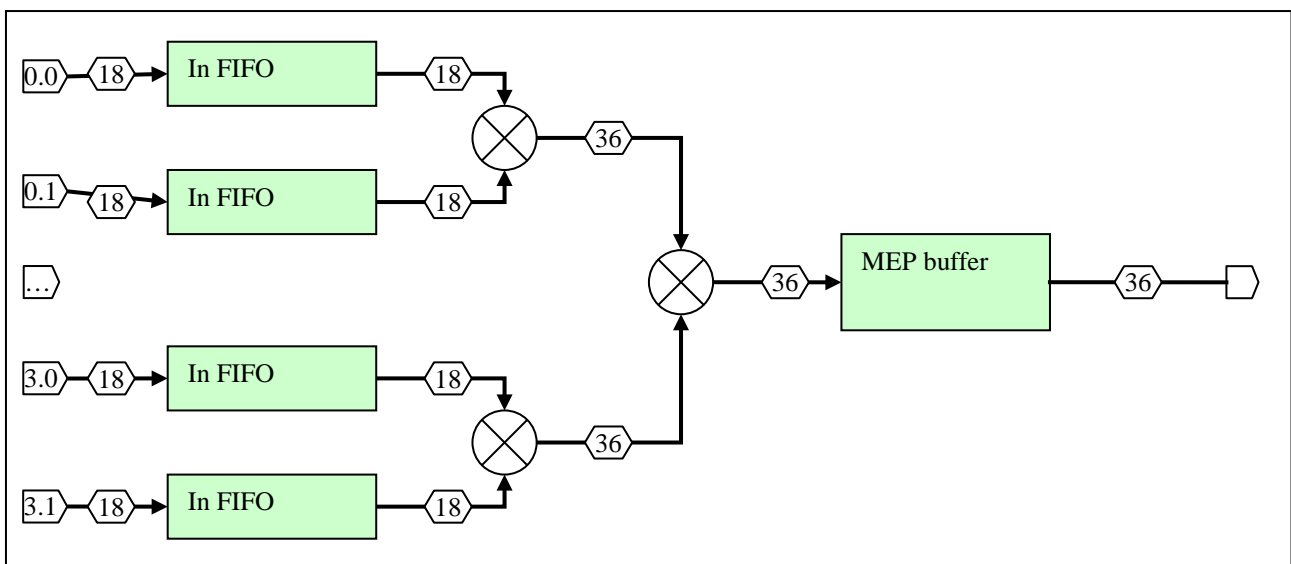 0.0 18 In FIFO 18
36
0.1 18 In FIFO 18
… 36 MEP buffer 36
3.0 18 In FIFO 18
36
3.1 18 In FIFO 18